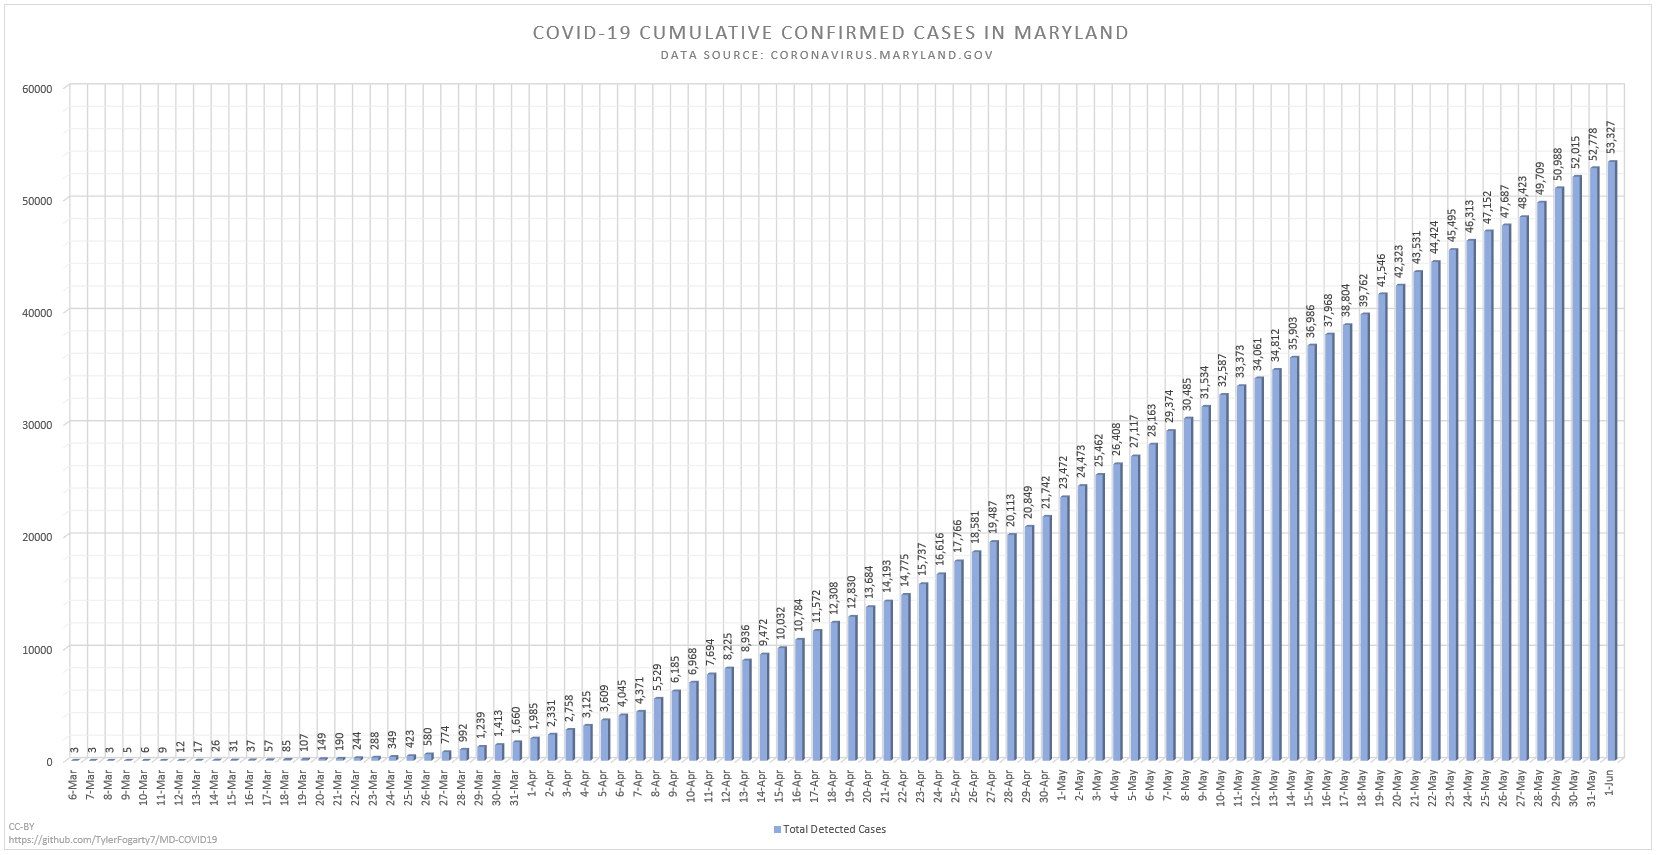 COVID-19 CUMULATIVE CONFIRMED CASES IN MARYLAND
DATA SOURCE: CORONAVIRUS.MARYLAND.GOV
60000
50000
40000
30000
20000
10000
0
3
3
3
5
6
9
12
17
26
31
37
57
85
107
149
190
244
288
349
423
580
774
992
1,239
1,413
1,660
1,985
2,331
2,758
3,125
3,609
4,045
4,371
5,529
6,185
6,968
7,694
8,225
8,936
9,472
10,032
10,784
11,572
12,308
12,830
13,684
14,193
14,775
15,737
16,616
17,766
18,581
19,487
20,113
20,849
21,742
23,472
24,473
25,462
26,408
27,117
28,163
29,374
30,485
31,534
32,587
33,373
34,061
34,812
35,903
36,986
37,968
38,804
39,762
41,546
42,323
43,531
44,424
45,495
46,313
47,152
47,687
48,423
49,709
50,988
52,015
52,778
53,327
6-Mar
7-Mar
8-Mar
9-Mar
10-Mar
11-Mar
12-Mar
13-Mar
14-Mar
15-Mar
16-Mar
17-Mar
18-Mar
19-Mar
20-Mar
21-Mar
22-Mar
23-Mar
24-Mar
25-Mar
26-Mar
27-Mar
28-Mar
29-Mar
30-Mar
31-Mar
1-Apr
2-Apr
3-Apr
4-Apr
5-Apr
6-Apr
7-Apr
8-Apr
9-Apr
10-Apr
11-Apr
12-Apr
13-Apr
14-Apr
15-Apr
16-Apr
17-Apr
18-Apr
19-Apr
20-Apr
21-Apr
22-Apr
23-Apr
24-Apr
25-Apr
26-Apr
27-Apr
28-Apr
29-Apr
30-Apr
1-May
2-May
3-May
4-May
5-May
6-May
7-May
8-May
9-May
10-May
11-May
12-May
13-May
14-May
15-May
16-May
17-May
18-May
19-May
20-May
21-May
22-May
23-May
24-May
25-May
26-May
27-May
28-May
29-May
30-May
31-May
1-Jun
Total Detected Cases
CC-BY
https://github.com/TylerFogarty7/MD-COVID19